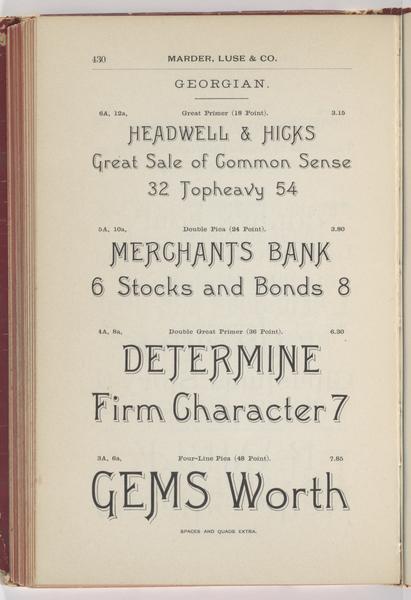 430 MARDER, LUSE & CO.
GEORGIAN.
6A, 12a, Great Primer (18 Point). 3.15
HEADWELL & HICKS
Great Sale of Common Sense
32 Topheavy 54
5A, 10a, Double Pica (24 Point). 3.80
MERCHANTS BANK
6 Stocks and Bonds 8
4A, 8a, Double Great Primer (36 Point). 6.30
DETERMINE
Firm Character 7
3A, 6a, Four-Line Pica (48 Point). 7.85
GEMS Worth
SPACES AND QUADS EXTRA.